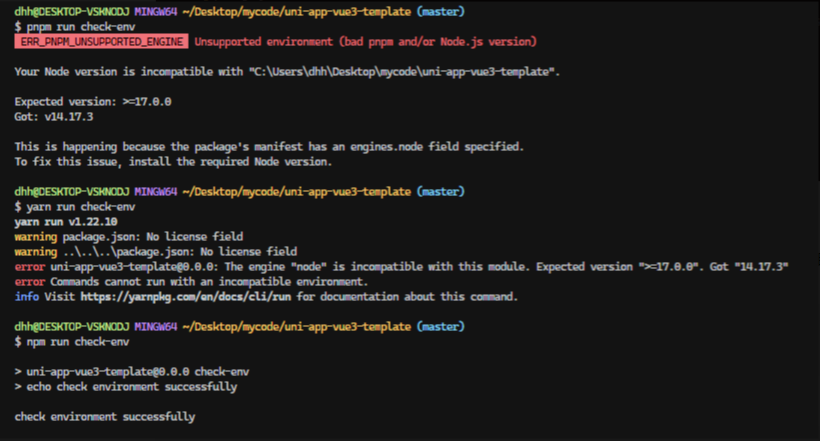 dhh@DESKTOP-VSKNODJ MINGW64 ~/Desktop/mycode/uni-app-vue3-template (master)
$ pnpm run check-env
ERR_PNPM_UNSUPPORTED_ENGINE  Unsupported environment (bad pnpm and/or Node.js version)
Your Node version is incompatible with "C:\Users\dhh\Desktop\mycode\uni-app-vue3-template".
Expected version: >=17.0.0
Got: v14.17.3
This is happening because the package's manifest has an engines.node field specified.
To fix this issue, install the required Node version.
dhh@DESKTOP-VSKNODJ MINGW64 ~/Desktop/mycode/uni-app-vue3-template (master)
$ yarn run check-env
yarn run v1.22.10
warning package.json: No license field
warning ..\..\..\package.json: No license field
error uni-app-vue3-template@0.0.0: The engine "node" is incompatible with this module. Expected version ">=17.0.0". Got "14.17.3"
error Commands cannot run with an incompatible environment.
info Visit https://yarnpkg.com/en/docs/cli/run for documentation about this command.
dhh@DESKTOP-VSKNODJ MINGW64 ~/Desktop/mycode/uni-app-vue3-template (master)
$ npm run check-env
> uni-app-vue3-template@0.0.0 check-env
> echo check environment successfully
check environment successfully